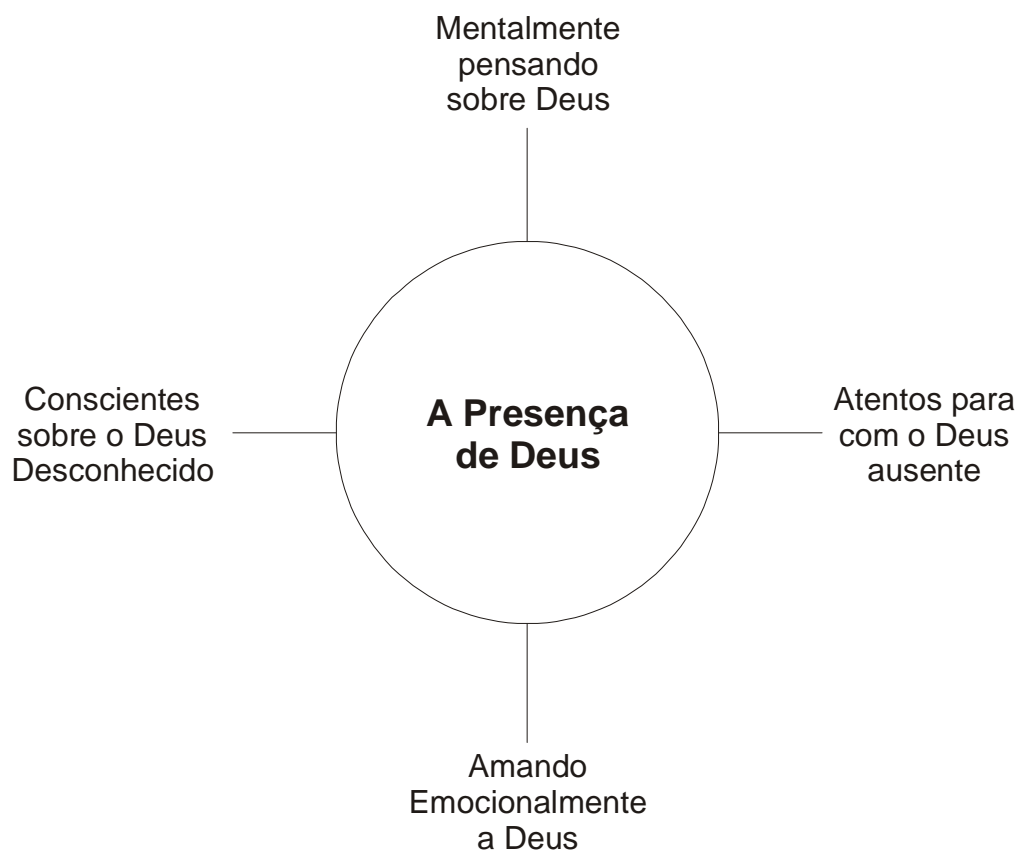 Mentalmente
pensando
sobre Deus
Conscientes
sobre o Deus
Desconhecido
A Presença
de Deus
Atentos para
com o Deus
ausente
Amando
Emocionalmente
a Deus